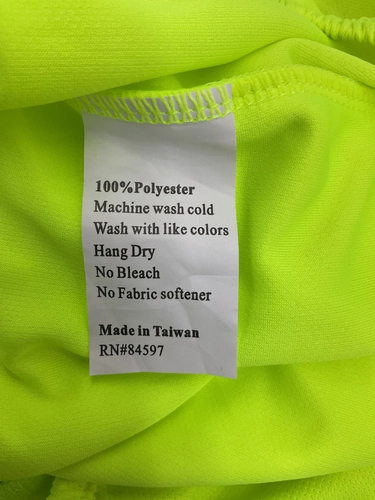 100%Polyester
Machine wash cold
Wash with like colors
Hang Dry
No Bleach
No Fabric softener
Made in Taiwan
RN#84597